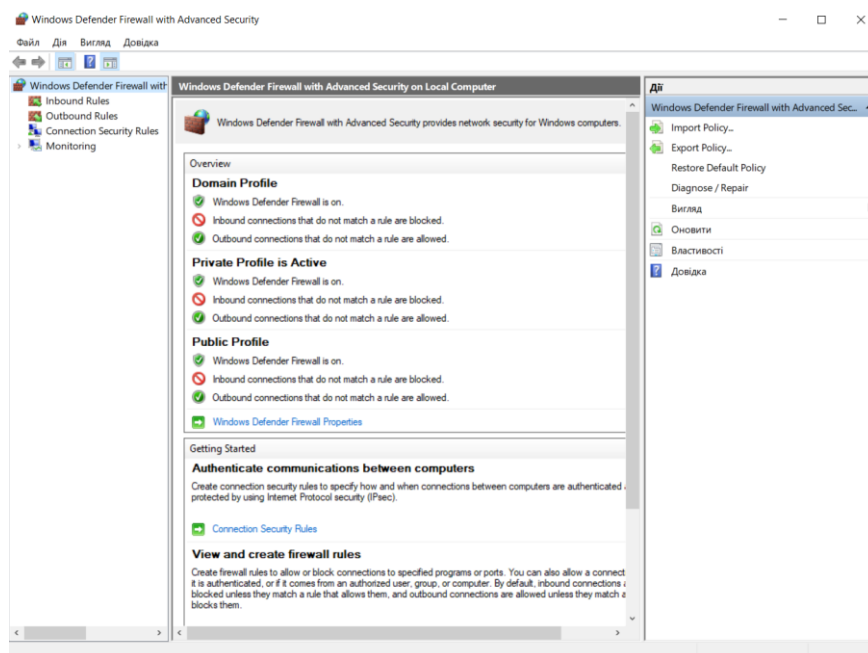 Windows Defender Firewall with Advanced Security
Файл Дія Вигляд Довідка
Windows Defender Firewall with
Inbound Rules
Outbound Rules
Connection Security Rules
Monitoring
Windows Defender Firewall with Advanced Security on Local Computer
Windows Defender Firewall with Advanced Security provides network security for Windows computers.
Overview
Domain Profile
Windows Defender Firewall is on.
Inbound connections that do not match a rule are blocked.
Outbound connections that do not match a rule are allowed.
Private Profile is Active
Windows Defender Firewall is on.
Inbound connections that do not match a rule are blocked.
Outbound connections that do not match a rule are allowed.
Public Profile
Windows Defender Firewall is on.
Inbound connections that do not match a rule are blocked.
Outbound connections that do not match a rule are allowed.
Windows Defender Firewall Properties
Getting Started
Authenticate communications between computers
Create connection security rules to specify how and when connections between computers are authenticated
protected by using Internet Protocol security (IPsec).
Connection Security Rules
View and create firewall rules
Create firewall rules to allow or block connections to specified programs or ports. You can also allow a connect
it is authenticated, or if it comes from an authorized user, group, or computer. By default, inbound connections
blocked unless they match a rule that allows them, and outbound connections are allowed unless they match a
blocks them.
Дії
Windows Defender Firewall with Advanced Sec...
Import Policy...
Export Policy...
Restore Default Policy
Diagnose / Repair
Вигляд
Оновити
Властивості
Довідка